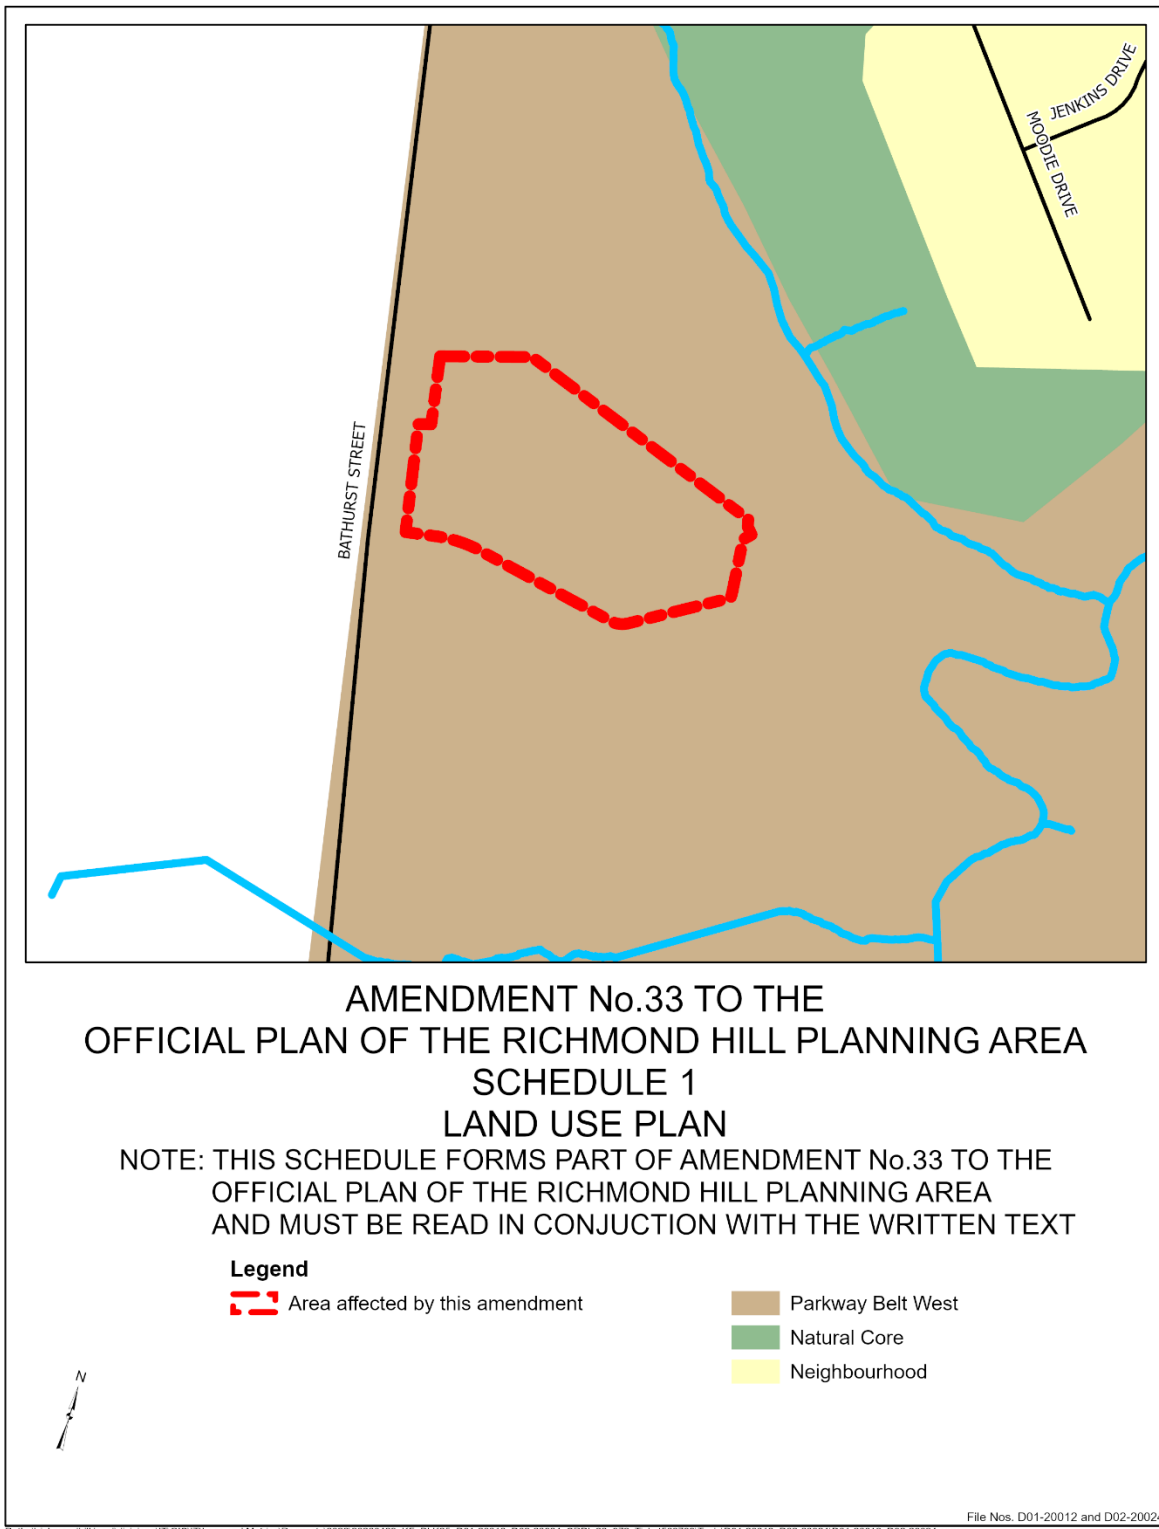 JENKINS DRIVE
MOODIE DRIVE
BATHURST STREET
AMENDMENT No.33 TO THE
OFFICIAL PLAN OF THE RICHMOND HILL PLANNING AREA
SCHEDULE 1
LAND USE PLAN
NOTE: THIS SCHEDULE FORMS PART OF AMENDMENT No.33 TO THE
OFFICIAL PLAN OF THE RICHMOND HILL PLANNING AREA
AND MUST BE READ IN CONJUCTION WITH THE WRITTEN TEXT
Legend
Area affected by this amendment
Parkway Belt West
Natural Core
Neighbourhood
N
File Nos. D01-20012 and D02-20024